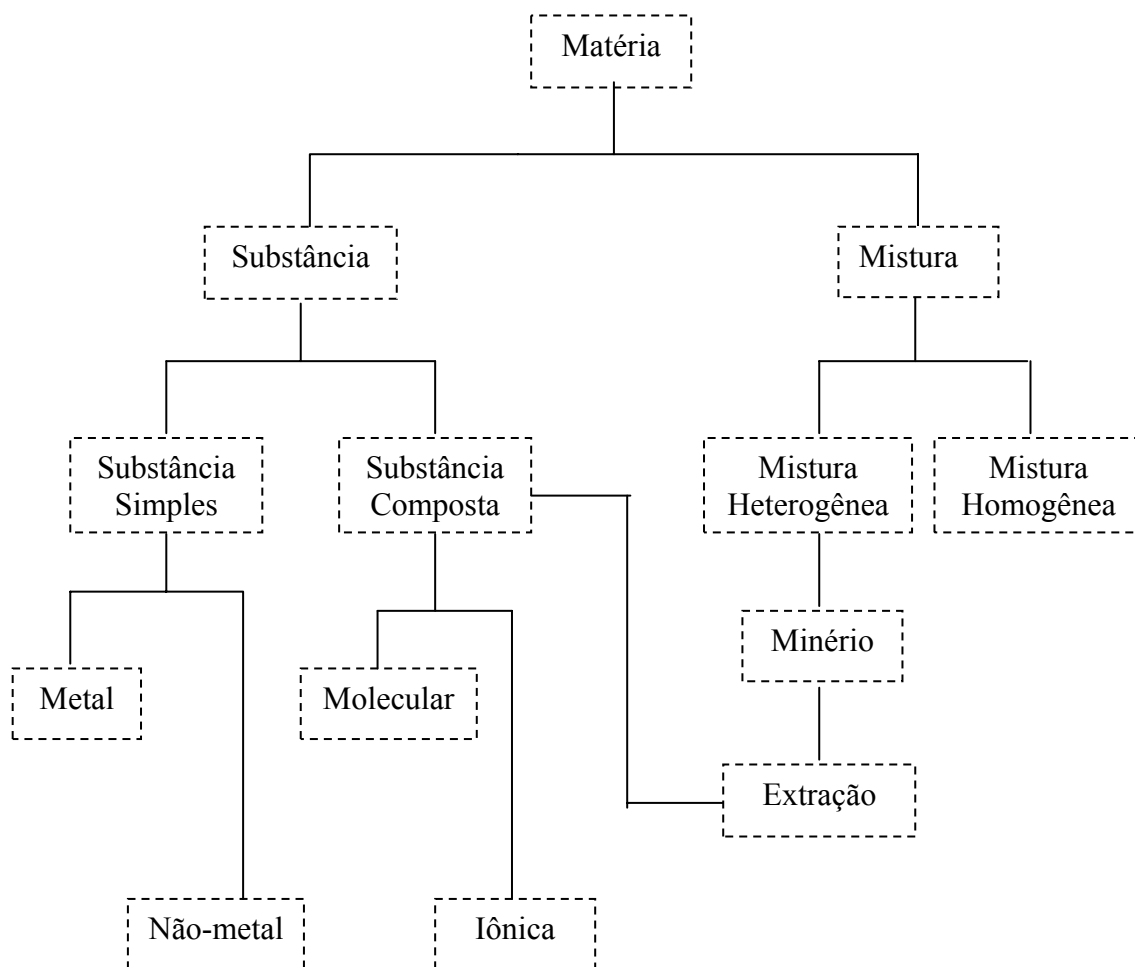 Matéria
Substância
Mistura
Substância
Simples
Substância
Composta
Mistura
Heterogênea
Mistura
Homogênea
Minério
Metal
Molecular
Extração
Não-metal
Iônica